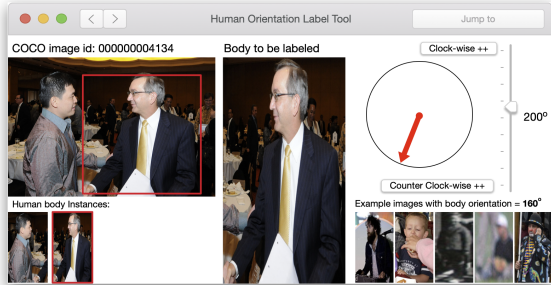 Human Orientation Label Tool
Jump to
COCO image id: 000000004134
Body to be labeled
Clock-wise ++
200⁰
Counter Clock-wise ++
Human body Instances:
Example images with body orientation = 160°